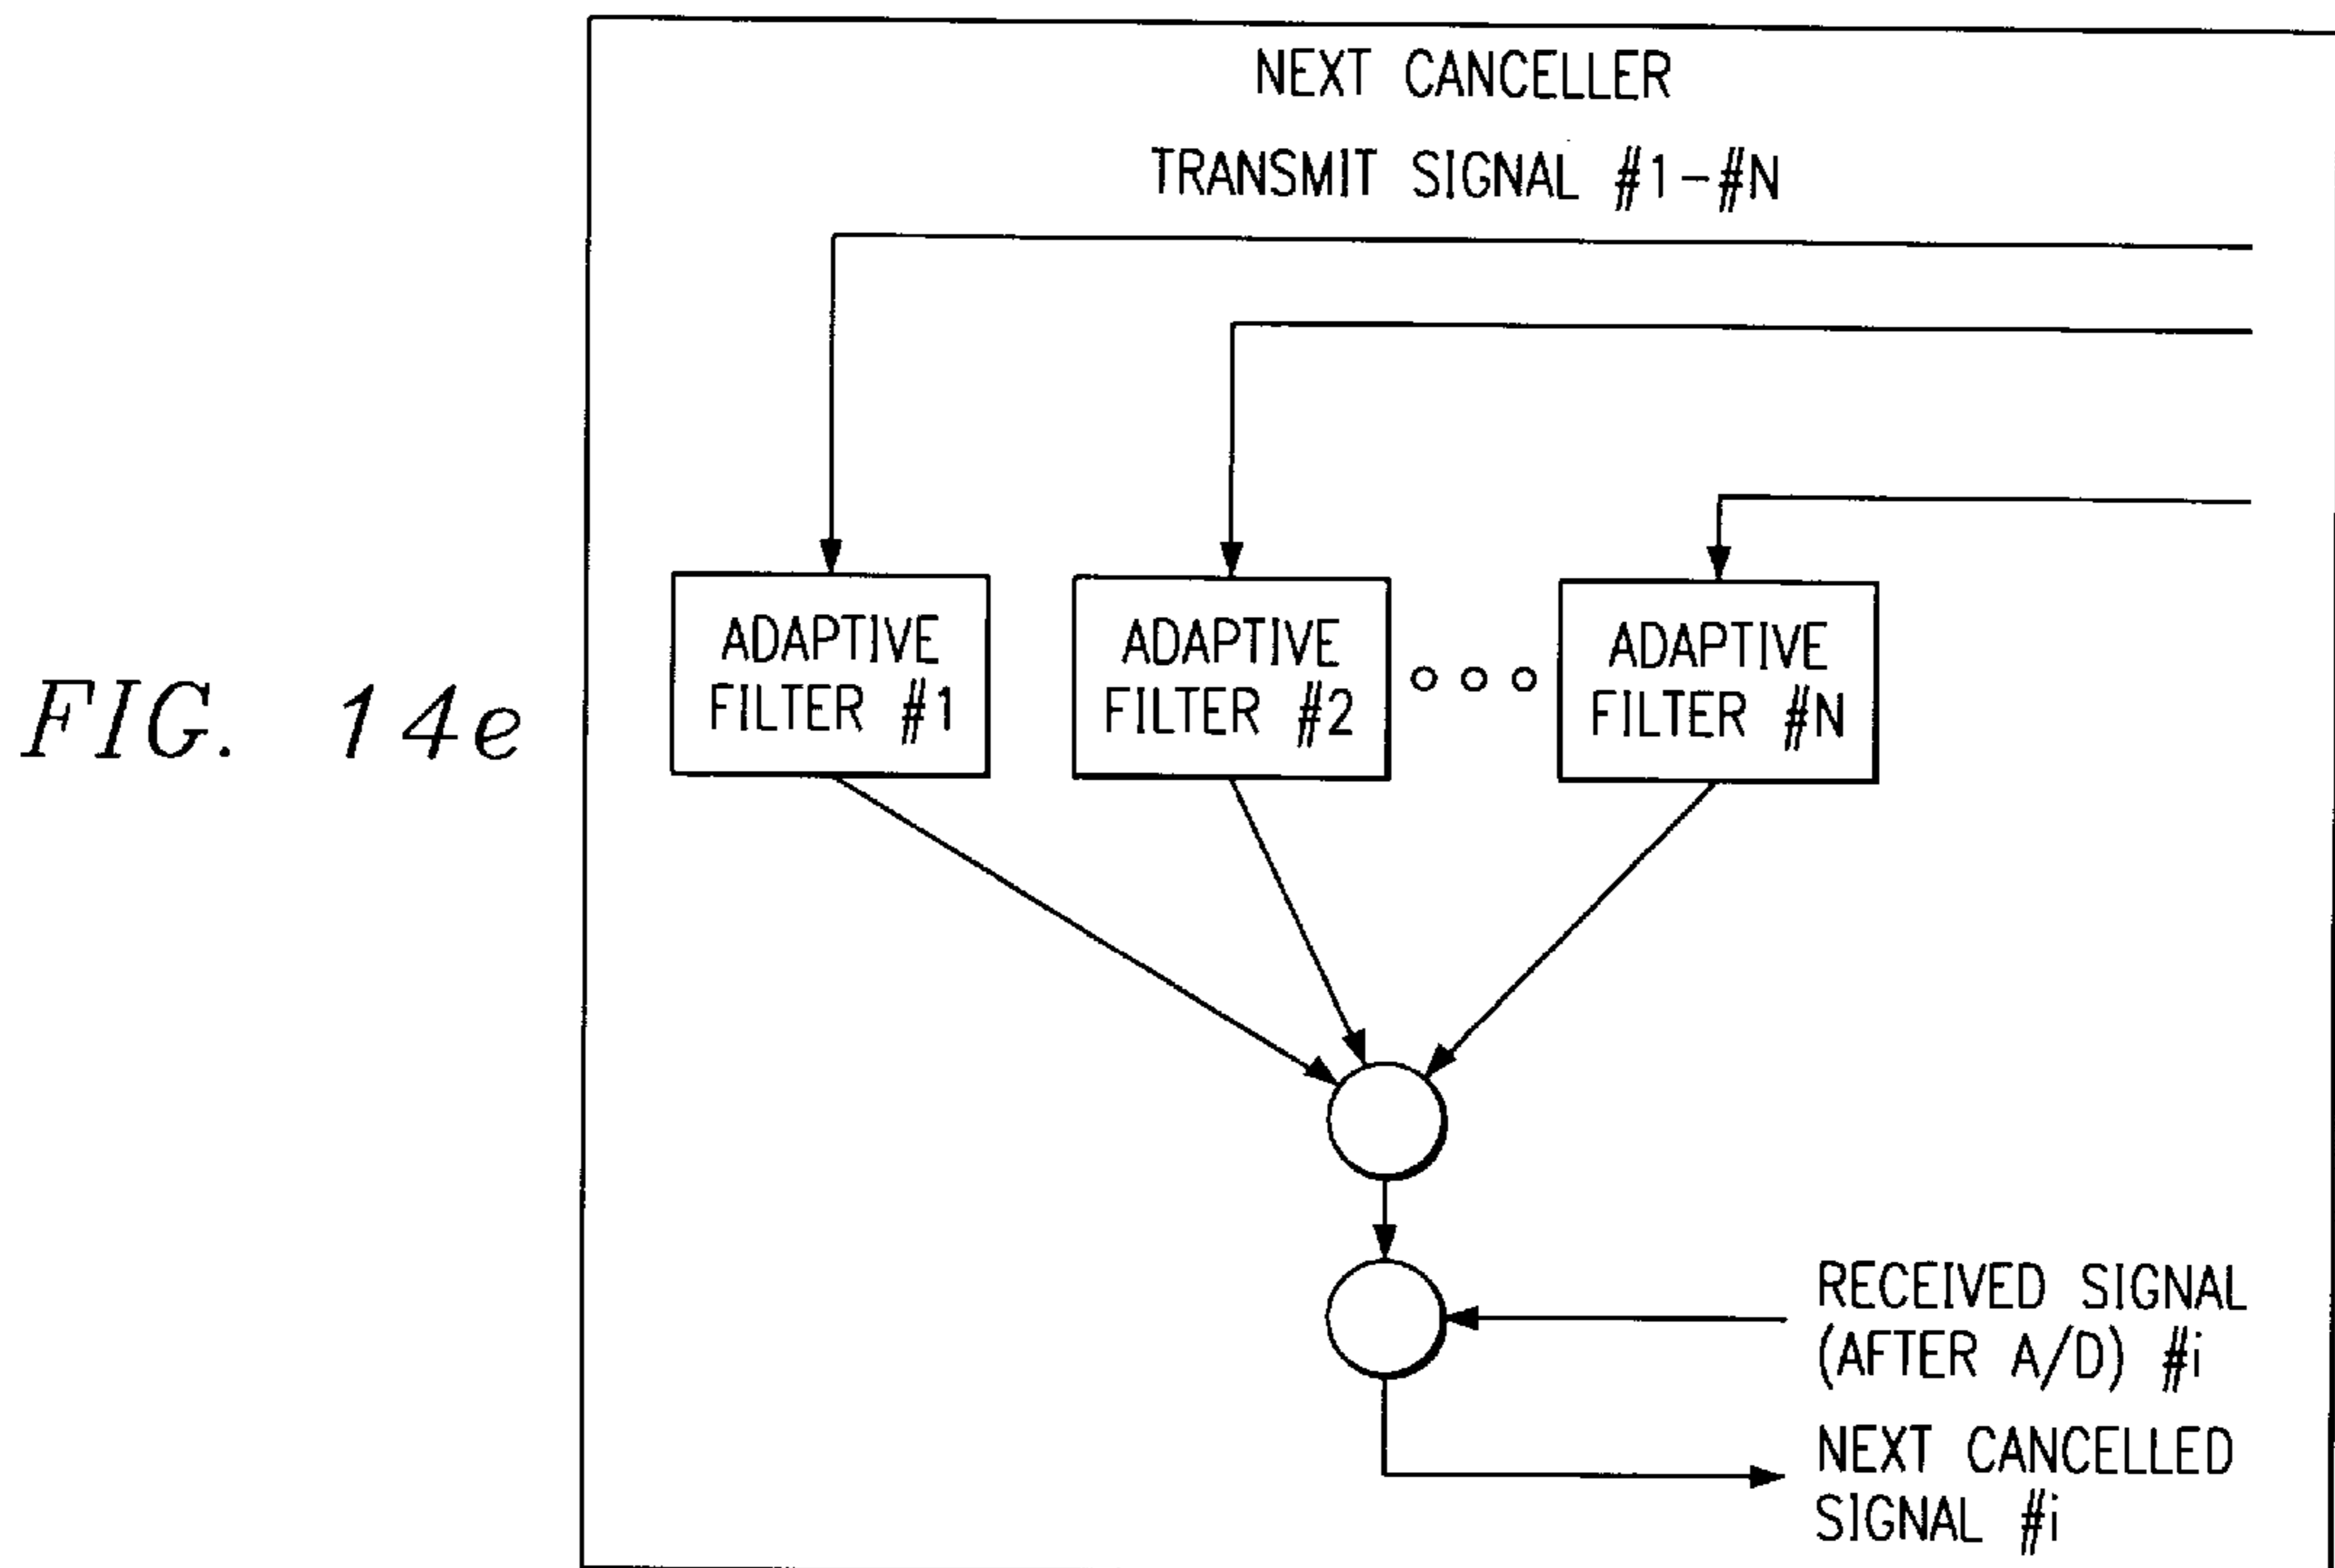 NEXT CANCELLER
TRANSMIT SIGNAL #1-#N
ADAPTIVE
FILTER #1
ADAPTIVE
FILTER #2
ADAPTIVE
FILTER #N
FIG. 14e
RECEIVED SIGNAL
(AFTER A/D) #i
NEXT CANCELLED
SIGNAL #i